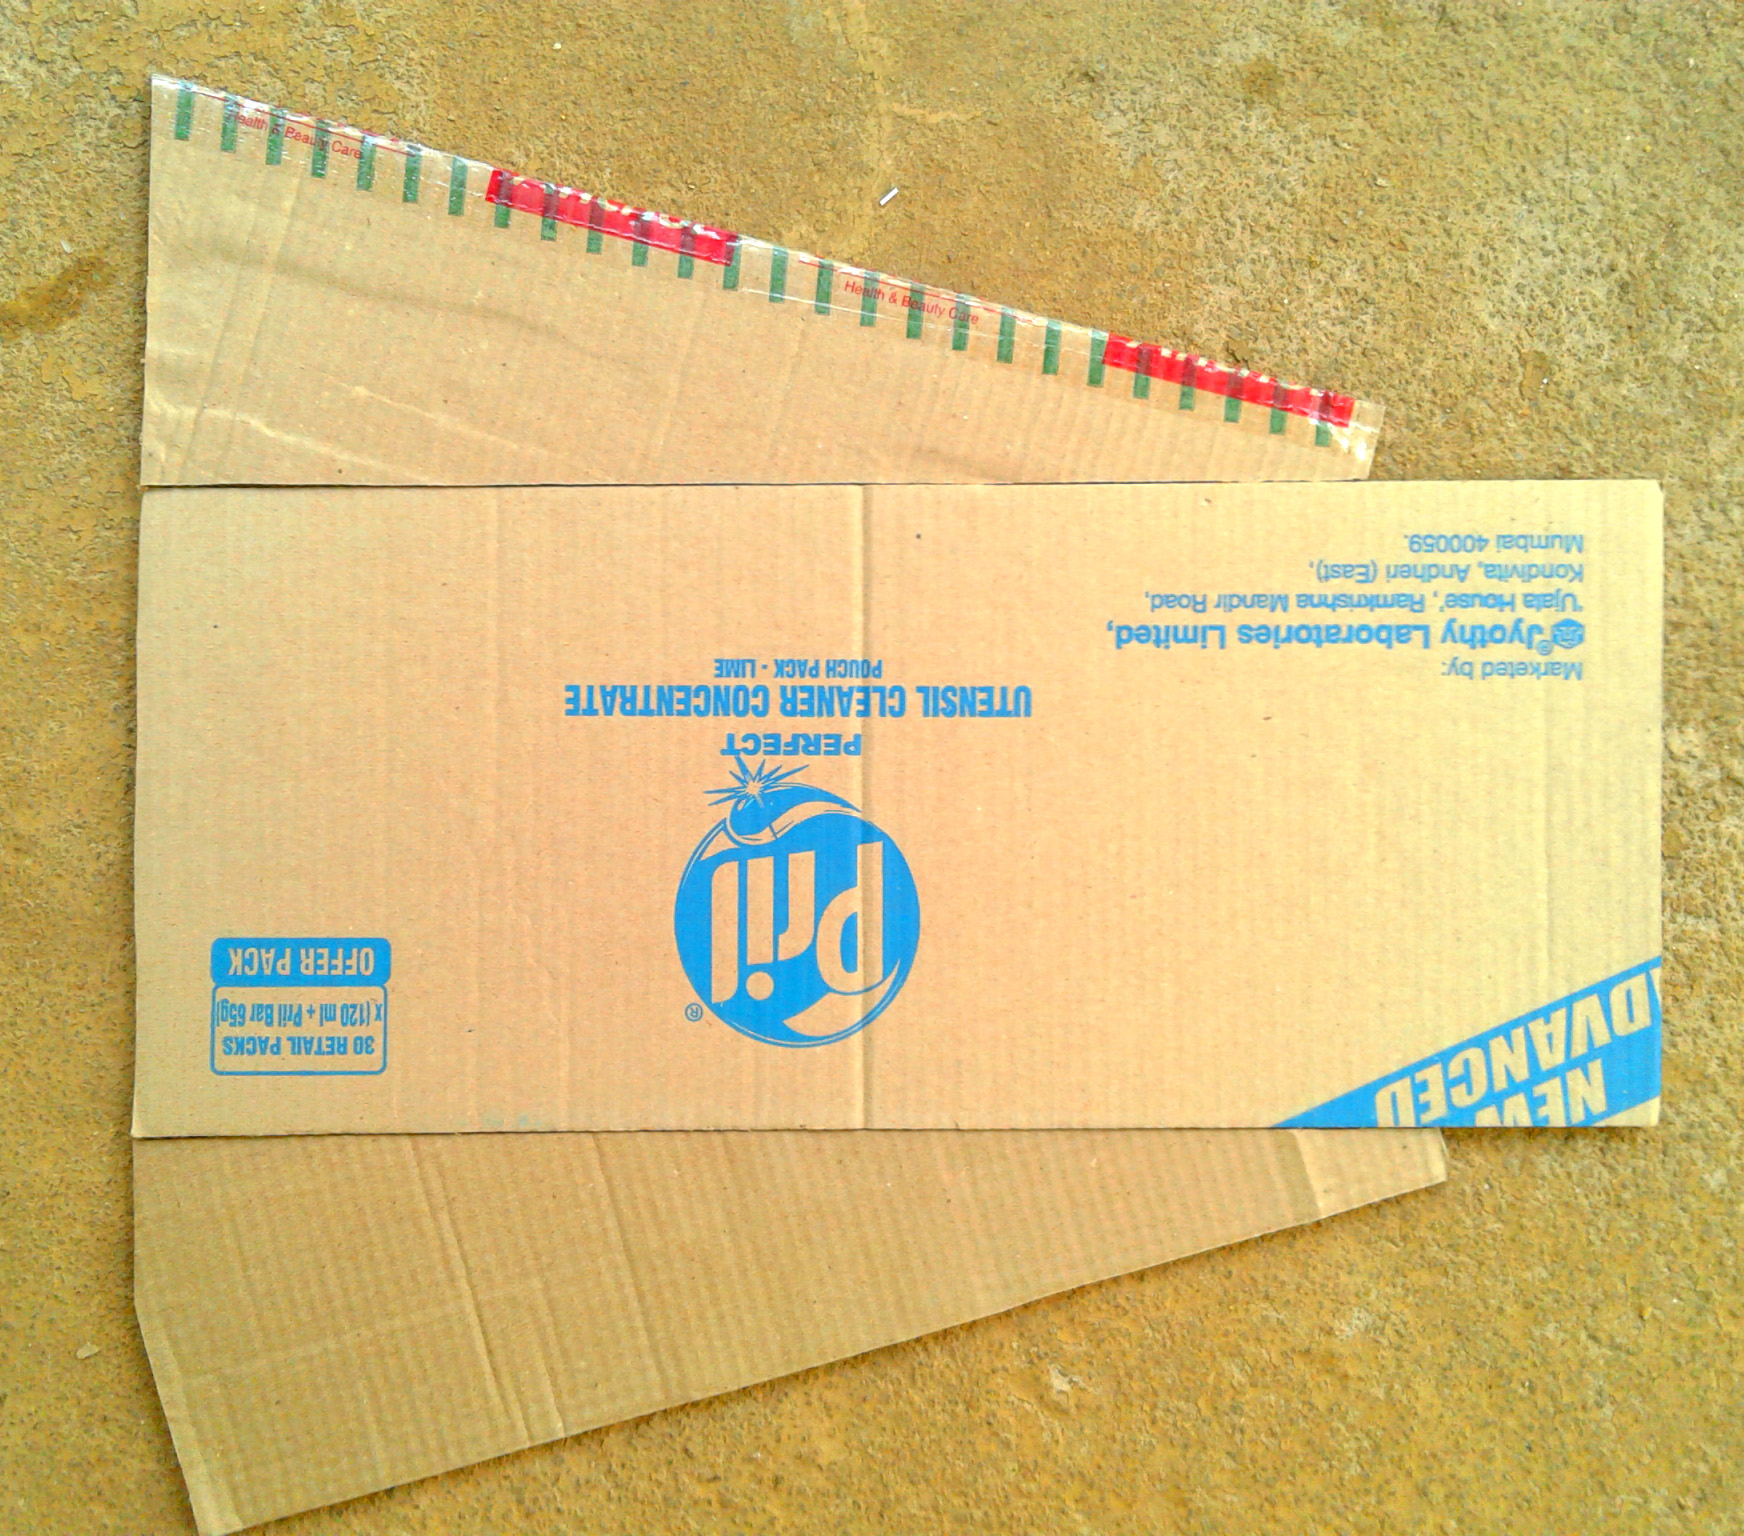 Health & Beauty Care
Health & Beauty Care
NEW
ADVANCED
30 RETAIL PACKS
x (120 ml + Pril Bar 65g)
OFFER PACK
Pril®
PERFECT
UTENSIL CLEANER CONCENTRATE
POUCH PACK - LIME
Marketed by:
Jyothy® Laboratories Limited,
'Ujala House', Ramkrishna Mandir Road,
Kondivita, Andheri (East),
Mumbai 400059.